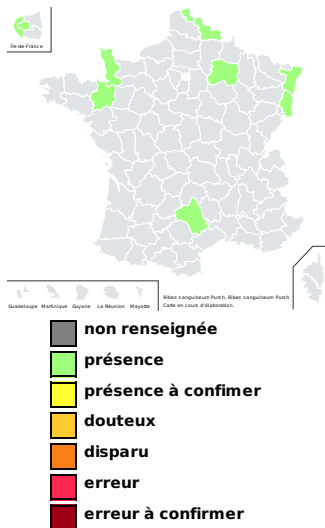 Île-de-France
Guadeloupe Martinique Guyane La Réunion Mayotte
Ribes sanguineum Pursh, Ribes sanguineum Pursh
Carte en cours d'élaboration.
non renseignée
présence
présence à confimer
douteux
disparu
erreur
erreur à confirmer